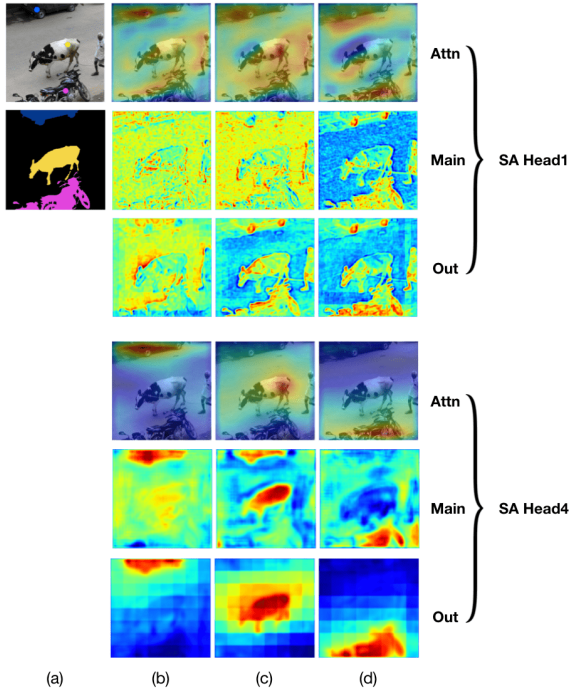 Attn
Main SA Head1
Out
Attn
Main SA Head4
Out
(a) (b) (c) (d)